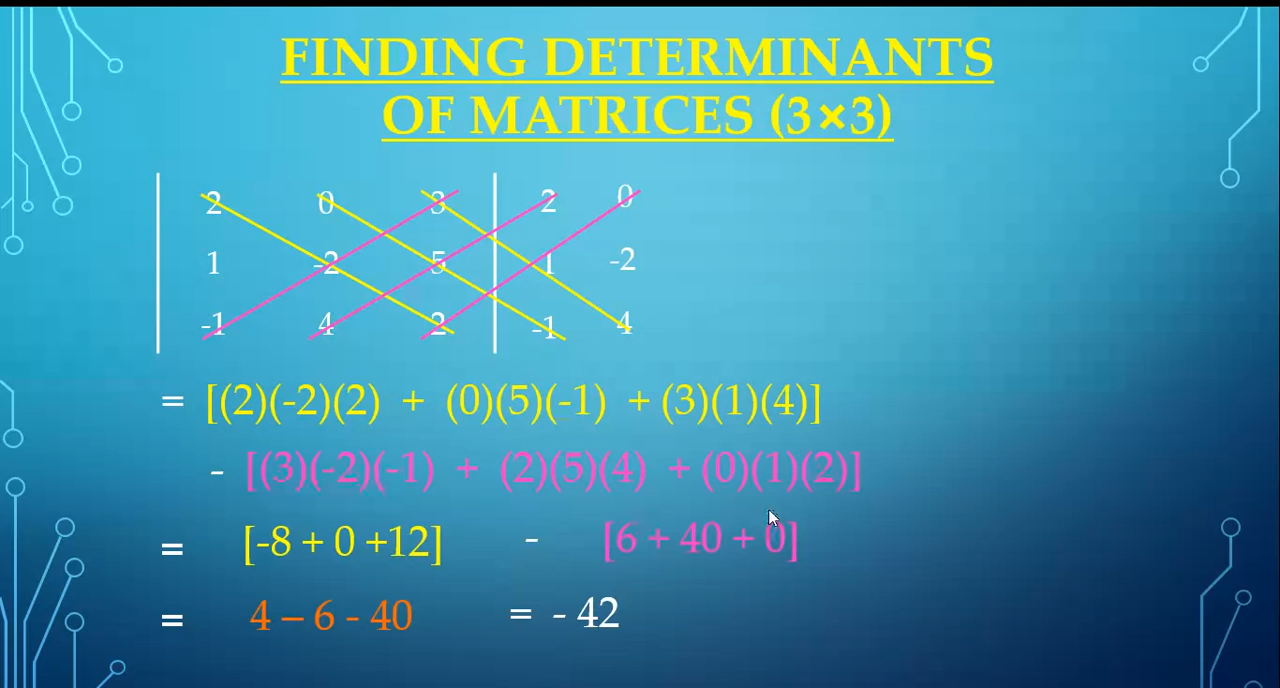 FINDING DETERMINANTS
OF MATRICES (3×3)
2 0 3 2 0
1 -2 5 1 -2
-1 4 2 -1 4
= [(2)(-2)(2) + (0)(5)(-1) + (3)(1)(4)]
- [(3)(-2)(-1) + (2)(5)(4) + (0)(1)(2)]
= [-8 + 0 +12] - [6 + 40 + 0]
= 4 – 6 - 40 = - 42